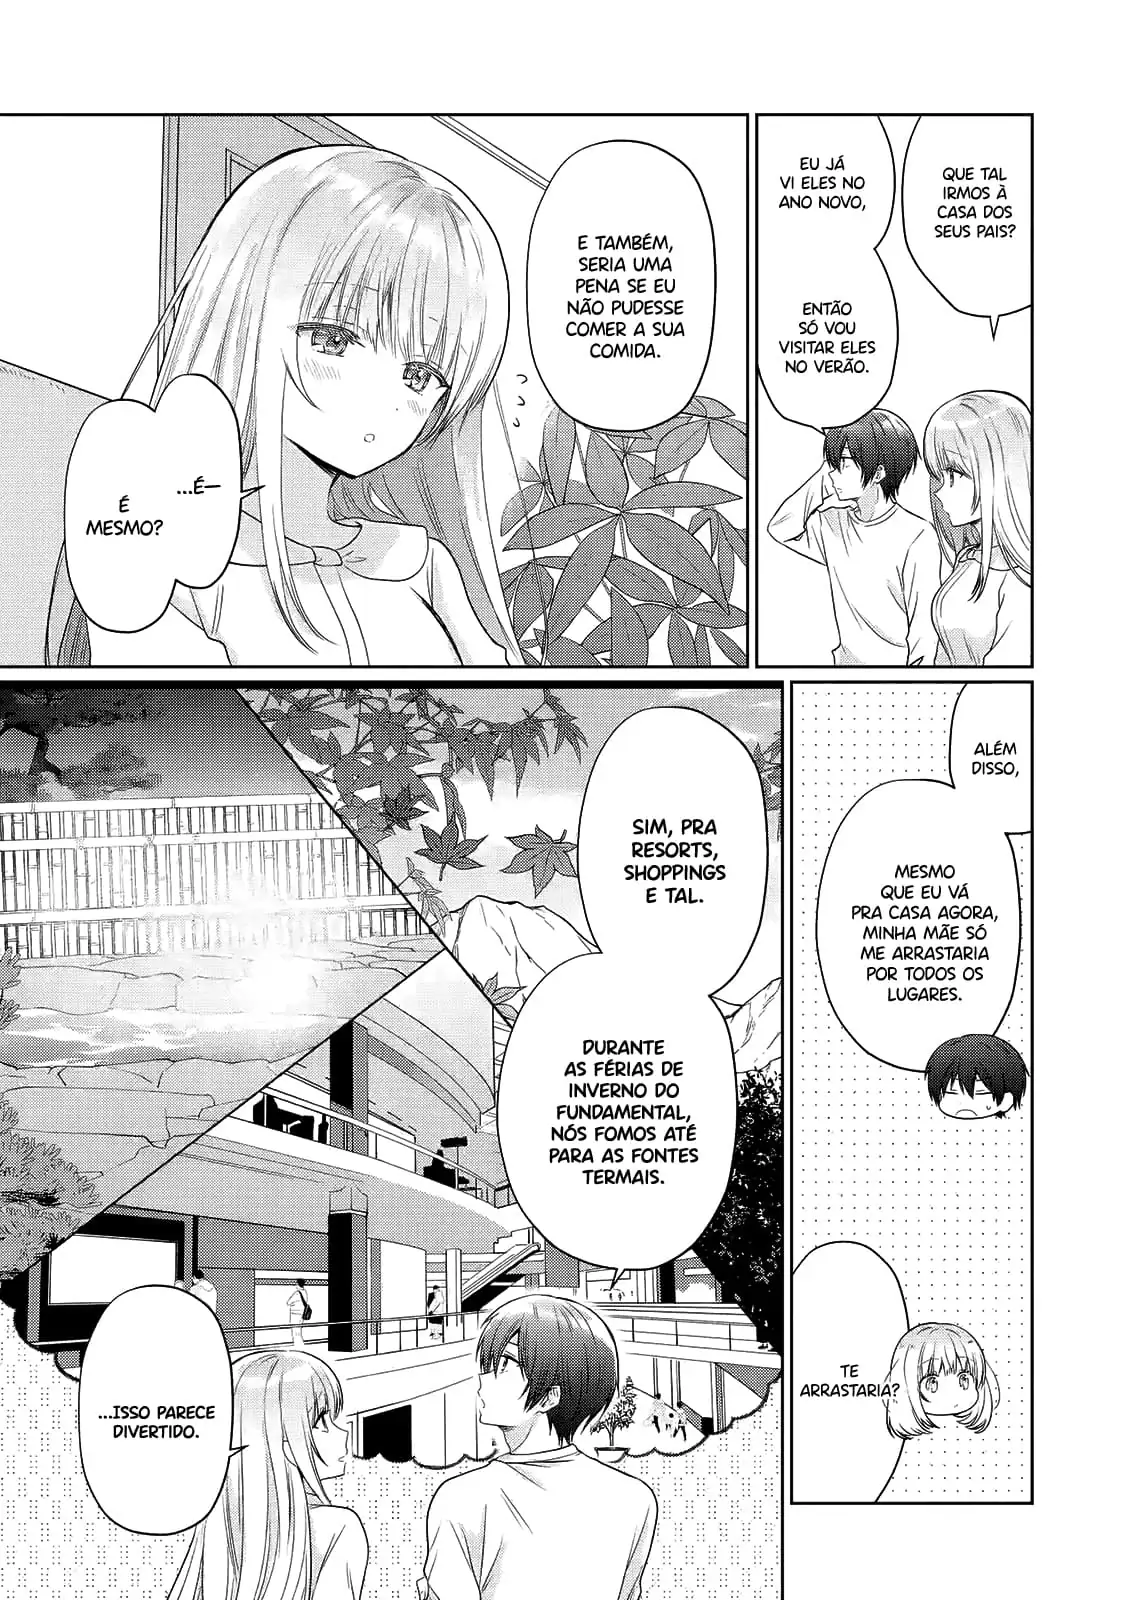 QUE TAL
IRMOS À
CASA DOS
SEUS PAIS?
EU JÁ
VI ELES NO
ANO NOVO,
ENTÃO
SÓ VOU
VISITAR ELES
NO VERÃO.
E TAMBÉM,
SERIA UMA
PENA SE EU
NÃO PUDESSE
COMER A SUA
COMIDA.
...É—
É
MESMO?
ALÉM
DISSO,
MESMO
QUE EU VÁ
PRA CASA AGORA,
MINHA MÃE SÓ
ME ARRASTARIA
POR TODOS OS
LUGARES.
TE
ARRASTARIA?
SIM, PRA
RESORTS,
SHOPPINGS
E TAL.
DURANTE
AS FÉRIAS DE
INVERNO DO
FUNDAMENTAL,
NÓS FOMOS ATÉ
PARA AS FONTES
TERMAIS.
...ISSO PARECE
DIVERTIDO.